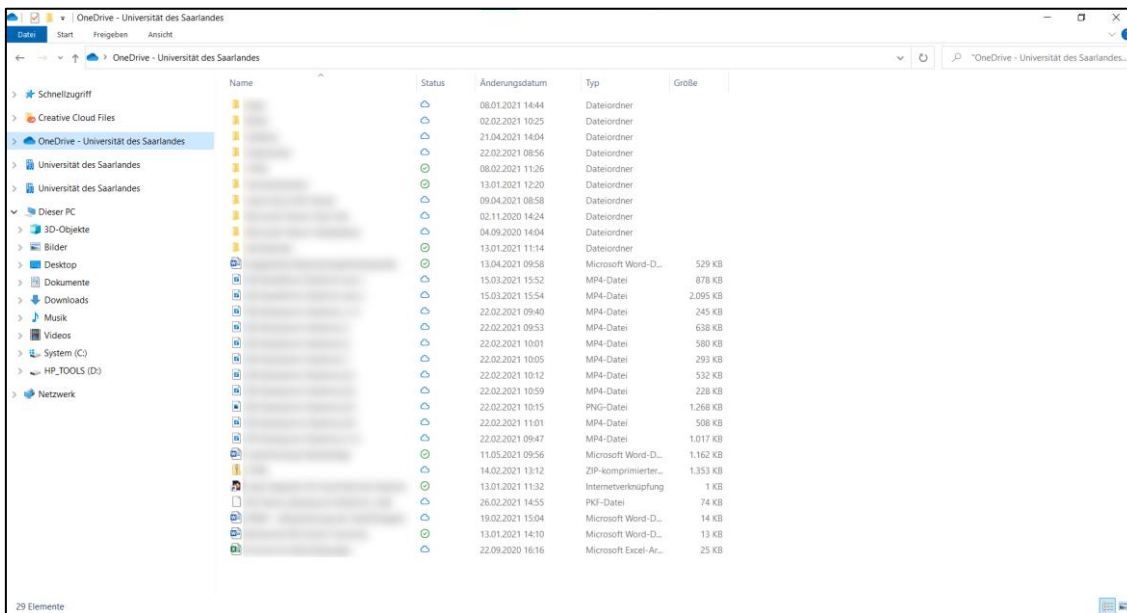 OneDrive - Universität des Saarlandes
Datei Start Freigeben Ansicht
OneDrive - Universität des Saarlandes "OneDrive - Universität des Saarlandes...
Name Status Änderungsdatum Typ Größe
Schnellzugriff
Creative Cloud Files
OneDrive - Universität des Saarlandes
Universität des Saarlandes
Universität des Saarlandes
Dieser PC
3D-Objekte
Bilder
Desktop
Dokumente
Downloads
Musik
Videos
System (C:)
HP_TOOLS (D:)
Netzwerk
08.01.2021 14:44 Dateiordner
02.02.2021 10:25 Dateiordner
21.04.2021 14:04 Dateiordner
22.02.2021 08:56 Dateiordner
08.02.2021 11:26 Dateiordner
13.01.2021 12:20 Dateiordner
09.04.2021 08:58 Dateiordner
02.11.2020 14:24 Dateiordner
04.09.2020 14:04 Dateiordner
13.01.2021 11:14 Dateiordner
13.04.2021 09:58 Microsoft Word-D... 529 KB
15.03.2021 15:52 MP4-Datei 878 KB
15.03.2021 15:54 MP4-Datei 2.095 KB
22.02.2021 09:40 MP4-Datei 245 KB
22.02.2021 09:53 MP4-Datei 638 KB
22.02.2021 10:01 MP4-Datei 580 KB
22.02.2021 10:05 MP4-Datei 293 KB
22.02.2021 10:12 MP4-Datei 532 KB
22.02.2021 10:59 MP4-Datei 228 KB
22.02.2021 10:15 PNG-Datei 1.268 KB
22.02.2021 11:01 MP4-Datei 508 KB
22.02.2021 09:47 MP4-Datei 1.017 KB
11.05.2021 09:56 Microsoft Word-D... 1.162 KB
14.02.2021 13:12 ZIP-komprimierter... 1.353 KB
13.01.2021 11:32 Internetverknüpfung 1 KB
26.02.2021 14:55 PKF-Datei 74 KB
19.02.2021 15:04 Microsoft Word-D... 14 KB
13.01.2021 14:10 Microsoft Word-D... 13 KB
22.09.2020 16:16 Microsoft Excel-Ar... 25 KB
29 Elemente